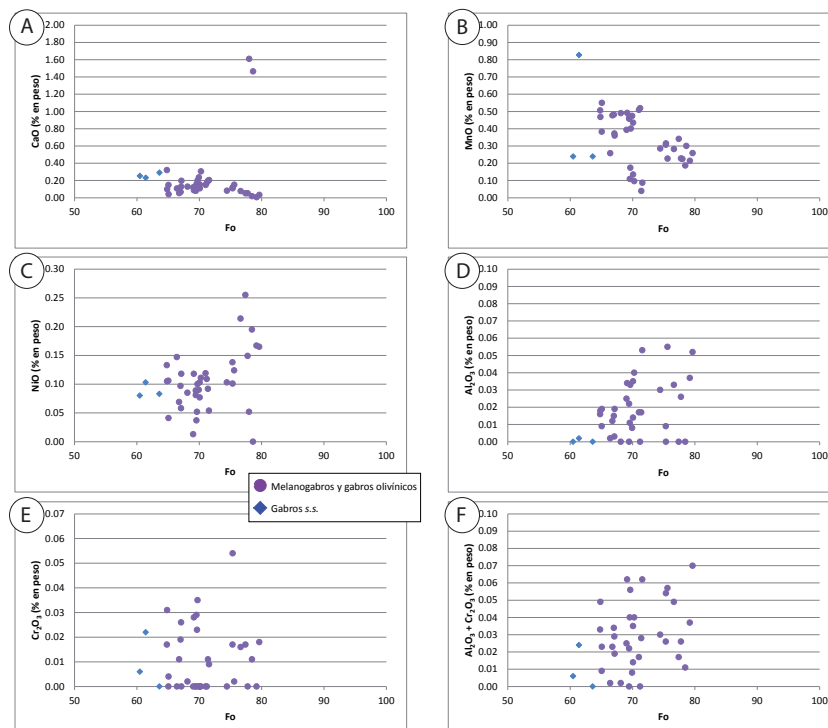 A
CaO (% en peso)
2.00
1.80
1.60
1.40
1.20
1.00
0.80
0.60
0.40
0.20
0.00
50 60 70 80 90 100
Fo
B
MnO (% en peso)
1.00
0.90
0.80
0.70
0.60
0.50
0.40
0.30
0.20
0.10
0.00
50 60 70 80 90 100
Fo
C
NiO (% en peso)
0.30
0.25
0.20
0.15
0.10
0.05
0.00
50 60 70 80 90 100
Fo
D
Al₂O₃ (% en peso)
0.10
0.09
0.08
0.07
0.06
0.05
0.04
0.03
0.02
0.01
0.00
50 60 70 80 90 100
Fo
Melanogabros y gabros olivínicos
Gabros s.s.
E
Cr₂O₃ (% en peso)
0.07
0.06
0.05
0.04
0.03
0.02
0.01
0.00
50 60 70 80 90 100
Fo
F
Al₂O₃ + Cr₂O₃ (% en peso)
0.10
0.09
0.08
0.07
0.06
0.05
0.04
0.03
0.02
0.01
0.00
50 60 70 80 90 100
Fo